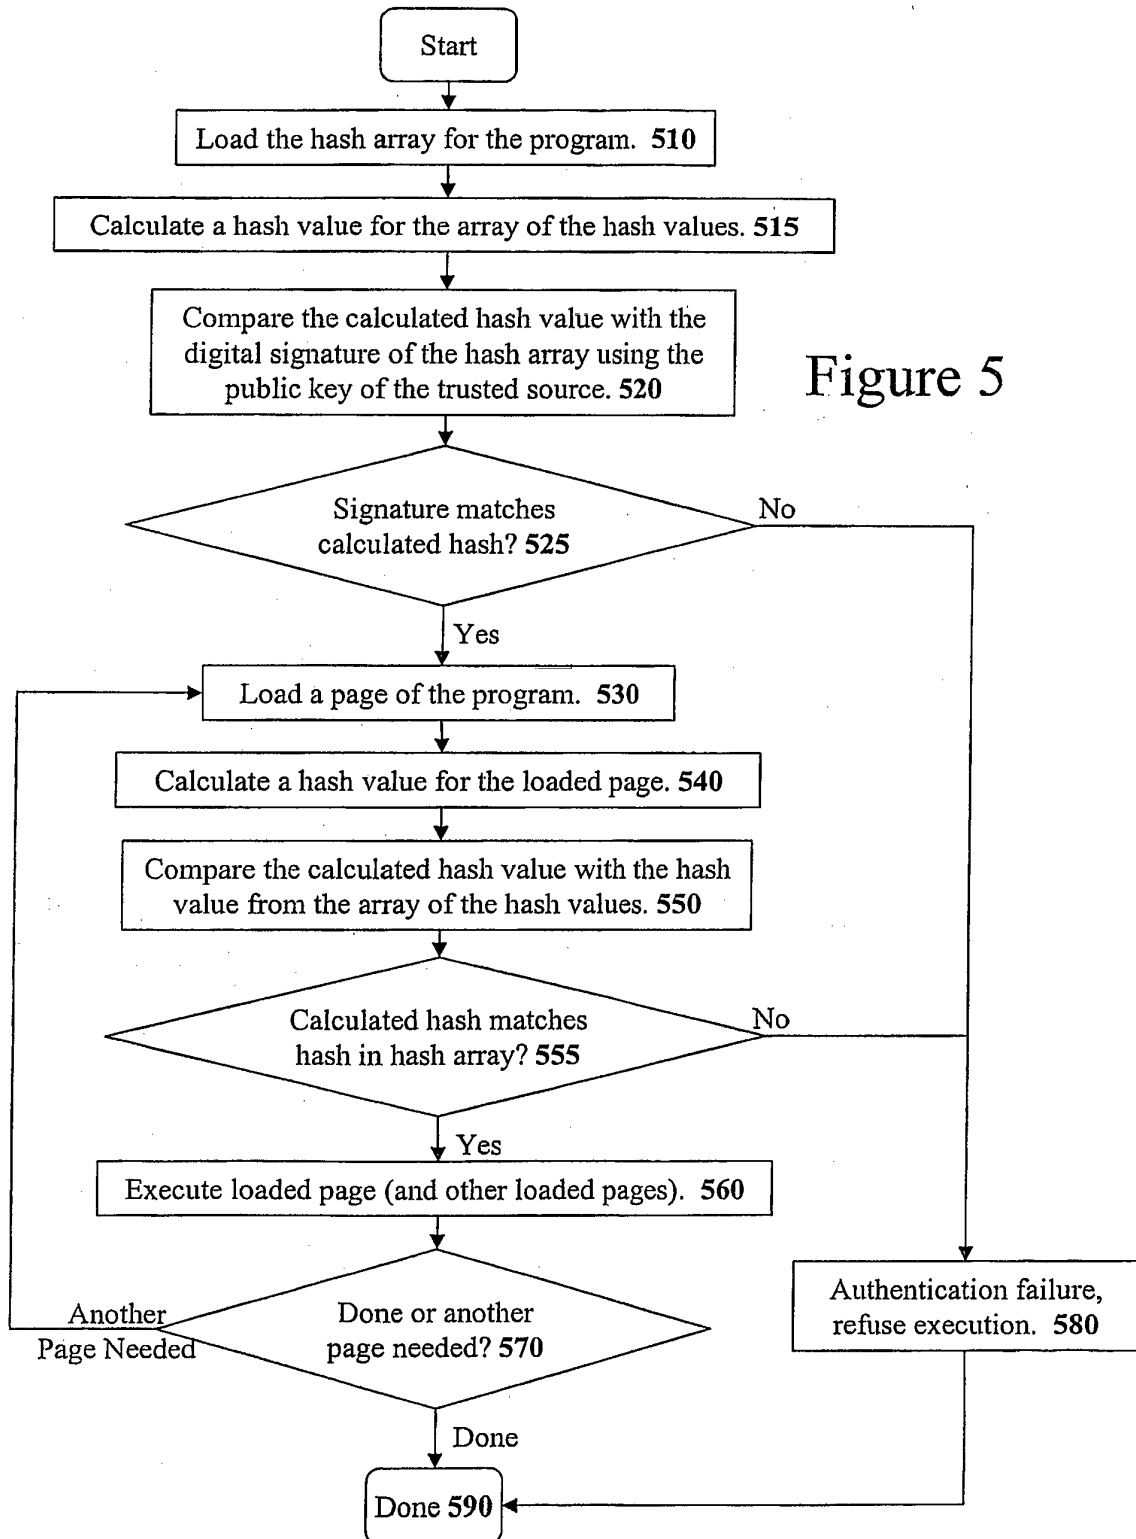 Start
Load the hash array for the program. 510
Calculate a hash value for the array of the hash values. 515
Compare the calculated hash value with the
digital signature of the hash array using the
public key of the trusted source. 520
Figure 5
Signature matches
calculated hash? 525
No
Yes
Load a page of the program. 530
Calculate a hash value for the loaded page. 540
Compare the calculated hash value with the hash
value from the array of the hash values. 550
Calculated hash matches
hash in hash array? 555
No
Yes
Execute loaded page (and other loaded pages). 560
Another
Page Needed
Done or another
page needed? 570
Authentication failure,
refuse execution. 580
Done
Done 590